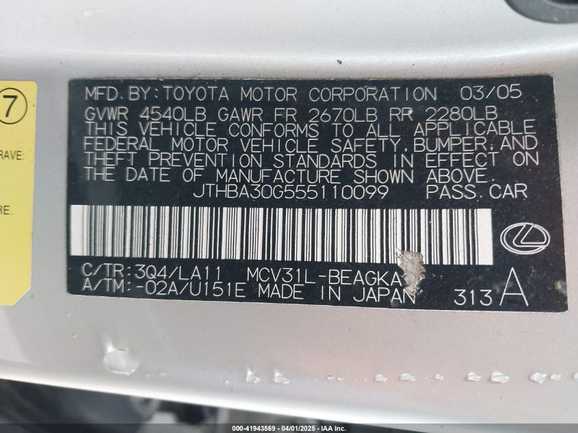 MFD.BY:TOYOTA MOTOR CORPORATION 03/05
GVWR 4540LB GAWR FR 2670LB RR 2280LB
THIS VEHICLE CONFORMS TO ALL APPLICABLE
FEDERAL MOTOR VEHICLE SAFETY,BUMPER,AND
THEFT PREVENTION STANDARDS IN EFFECT ON
THE DATE OF MANUFACTURE SHOWN ABOVE.
JTHBA30G555110099 PASS.CAR
C/TR:3Q4/LA11 MCV31L-BEAGKA
A/TM:-02A/U151E MADE IN JAPAN 313 A
7
RAVE:
RE:
000-41943569 - 04/01/2025 - IAA Inc.